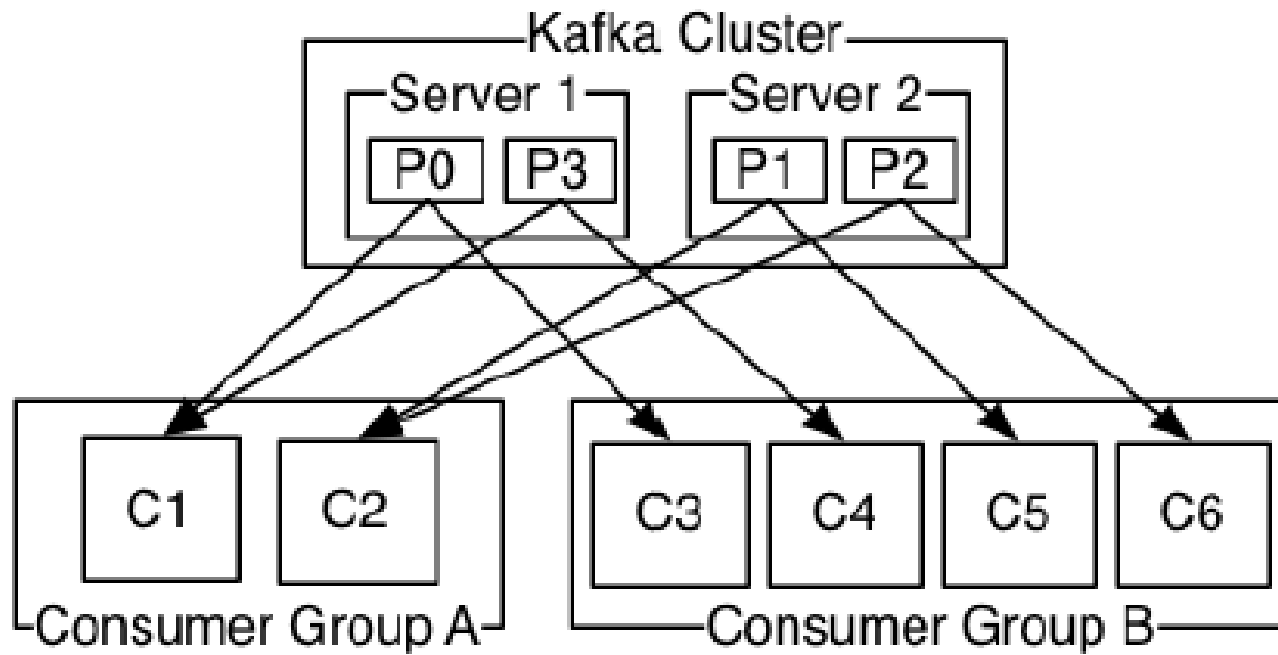 Kafka Cluster
Server 1
Server 2
P0
P3
P1
P2
C1
C2
C3
C4
C5
C6
Consumer Group A
Consumer Group B